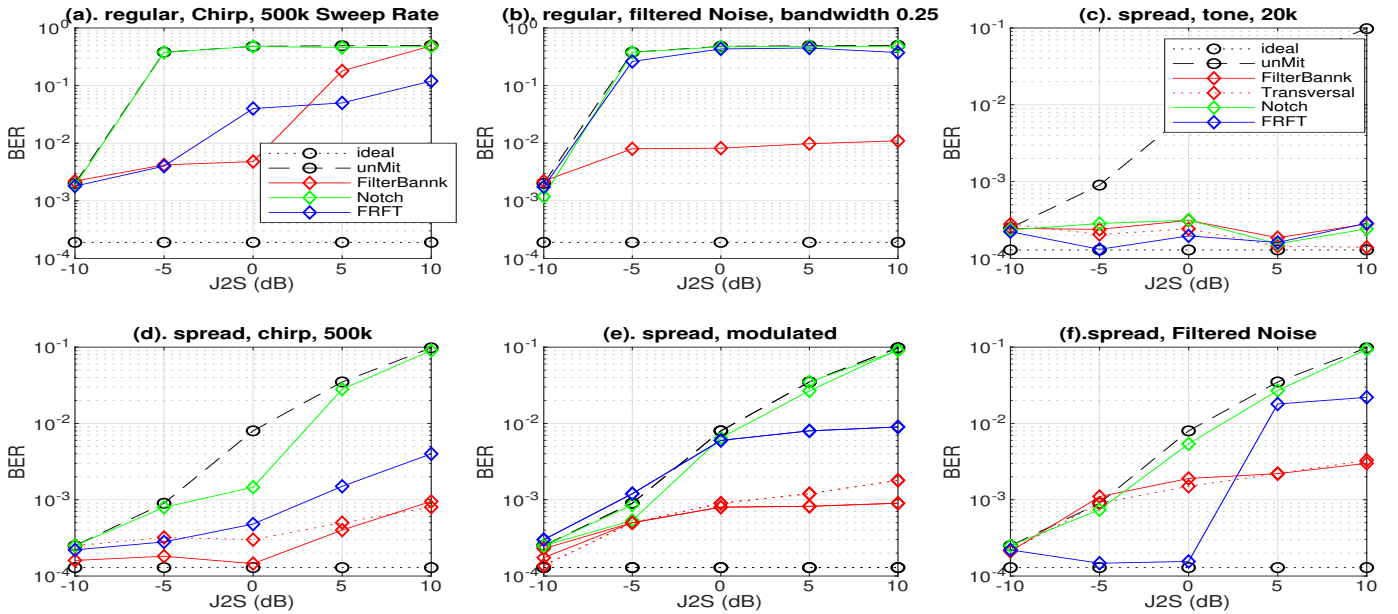 (a). regular, Chirp, 500k Sweep Rate
10^0
10^-1
10^-2
10^-3
10^-4
BER
-10 -5 0 5 10
J2S (dB)
ideal
unMit
FilterBannk
Notch
FRFT
(b). regular, filtered Noise, bandwidth 0.25
10^0
10^-1
10^-2
10^-3
10^-4
BER
-10 -5 0 5 10
J2S (dB)
(c). spread, tone, 20k
10^-1
10^-2
10^-3
10^-4
BER
-10 -5 0 5 10
J2S (dB)
ideal
unMit
FilterBannk
Transversal
Notch
FRFT
(d). spread, chirp, 500k
10^-1
10^-2
10^-3
10^-4
BER
-10 -5 0 5 10
J2S (dB)
(e). spread, modulated
10^-1
10^-2
10^-3
10^-4
BER
-10 -5 0 5 10
J2S (dB)
(f).spread, Filtered Noise
10^-1
10^-2
10^-3
10^-4
BER
-10 -5 0 5 10
J2S (dB)